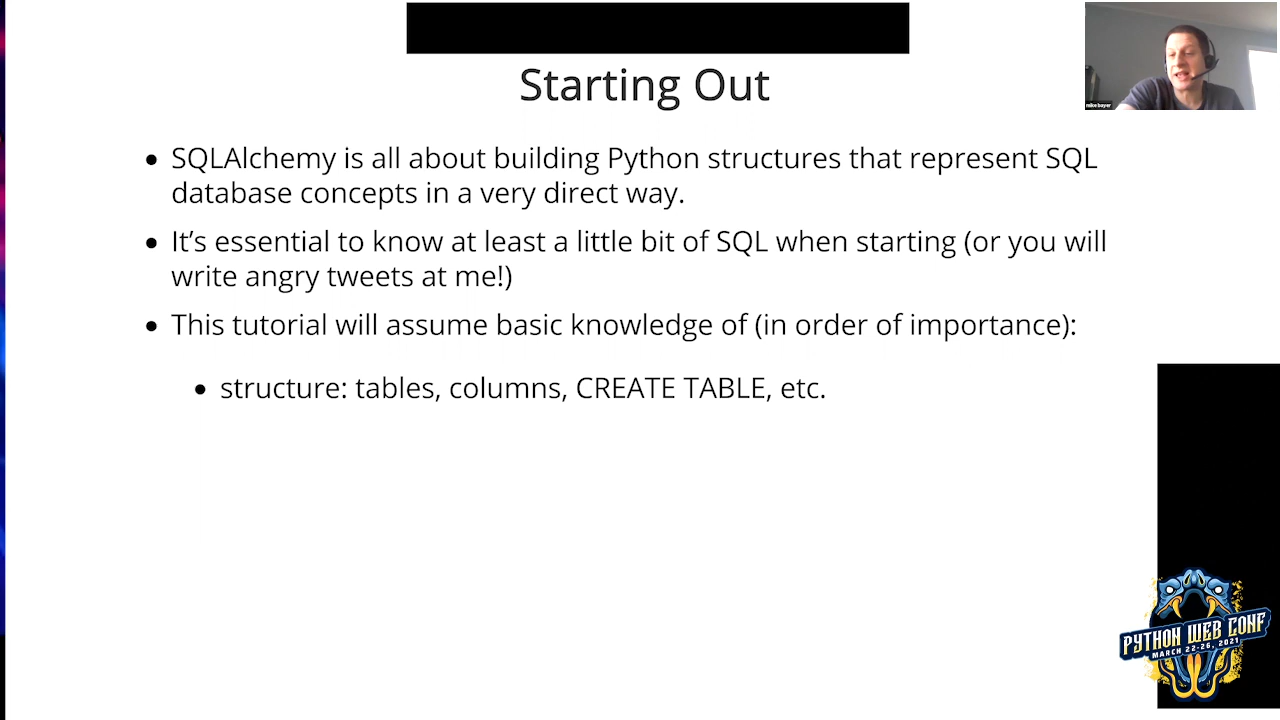 Starting Out
mike bayer
• SQLAlchemy is all about building Python structures that represent SQL
database concepts in a very direct way.
• It’s essential to know at least a little bit of SQL when starting (or you will
write angry tweets at me!)
• This tutorial will assume basic knowledge of (in order of importance):
• structure: tables, columns, CREATE TABLE, etc.
PYTHON WEB CONF
MARCH 22-26, 2021